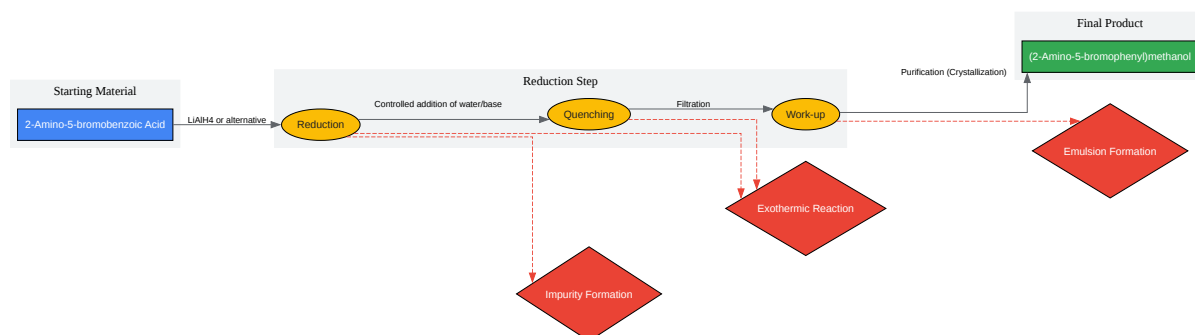 Final Product
(2-Amino-5-bromophenyl)methanol
Purification (Crystallization)
Reduction Step
Starting Material
Controlled addition of water/base
Filtration
2-Amino-5-bromobenzoic Acid
LiAlH4 or alternative
Reduction
Quenching
Work-up
Emulsion Formation
Exothermic Reaction
Impurity Formation